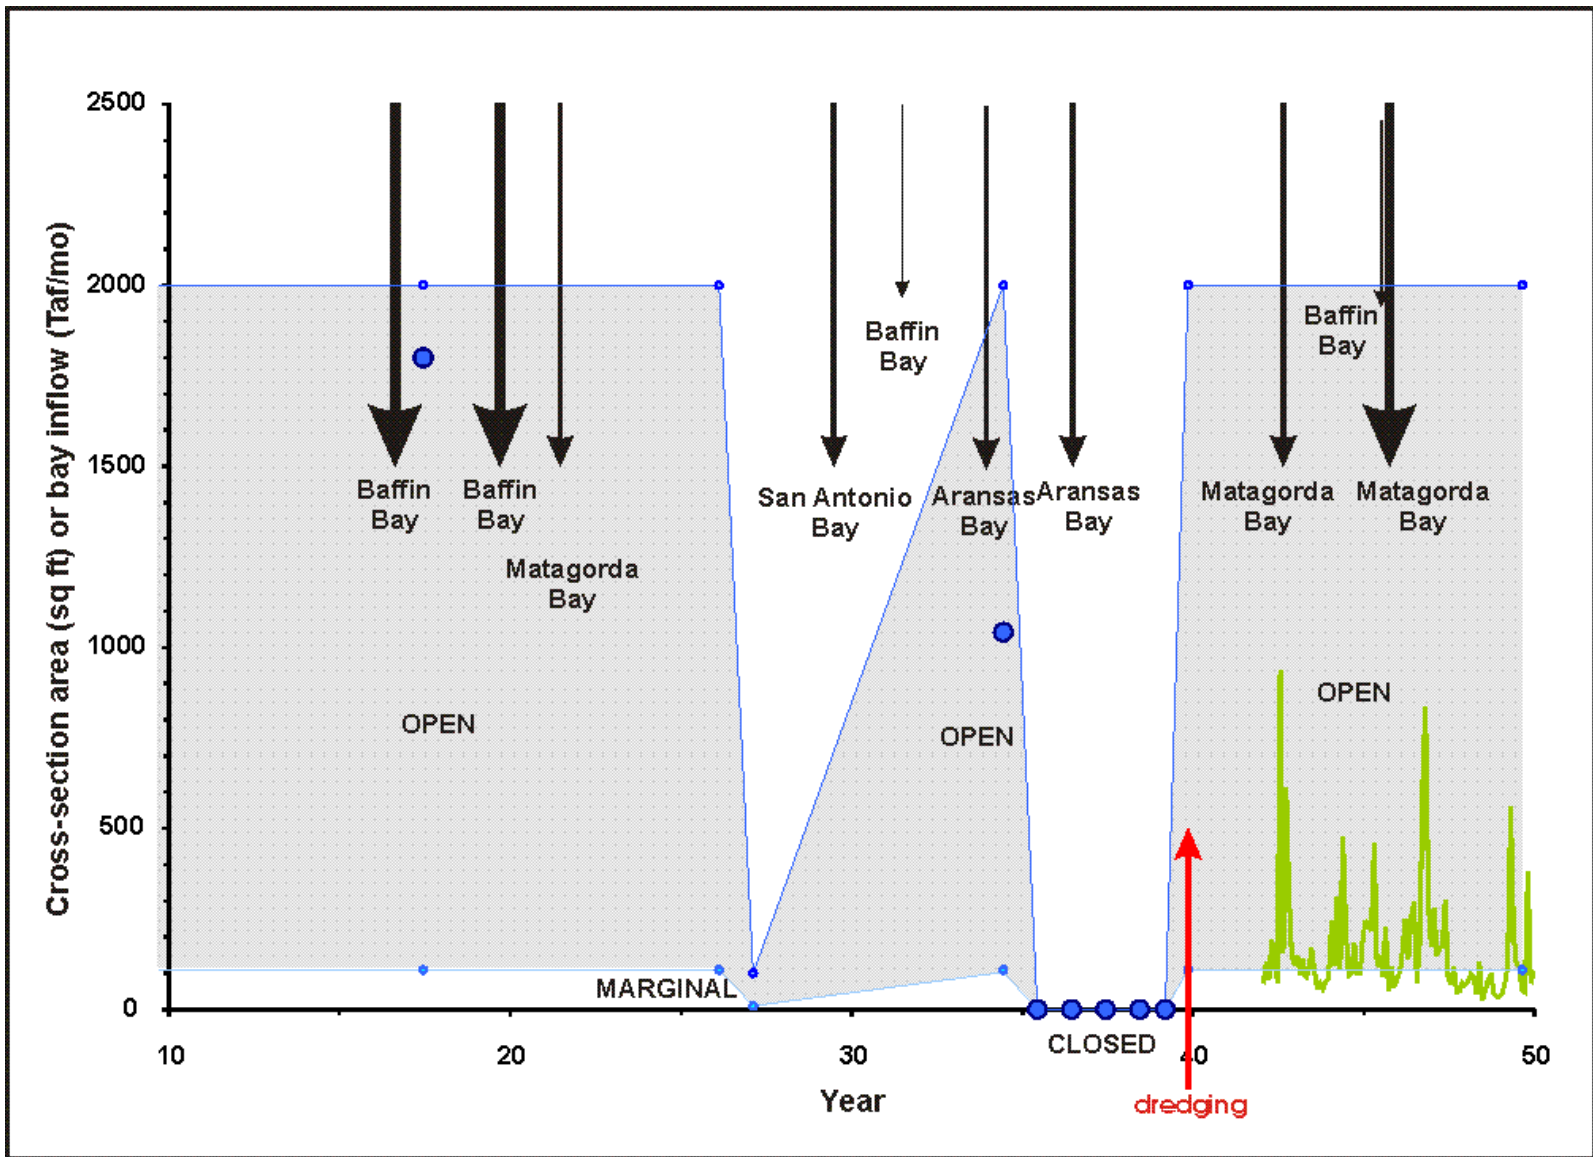 Cross-section area (sq ft) or bay inflow (Taf/mo)
2500
2000
1500
1000
500
0
Baffin
Bay
Baffin
Bay
Matagorda
Bay
San Antonio
Bay
Baffin
Bay
Aransas
Bay
Aransas
Bay
Matagorda
Bay
Baffin
Bay
Matagorda
Bay
OPEN
OPEN
OPEN
MARGINAL
CLOSED
10
20
30
40
50
Year
dredging